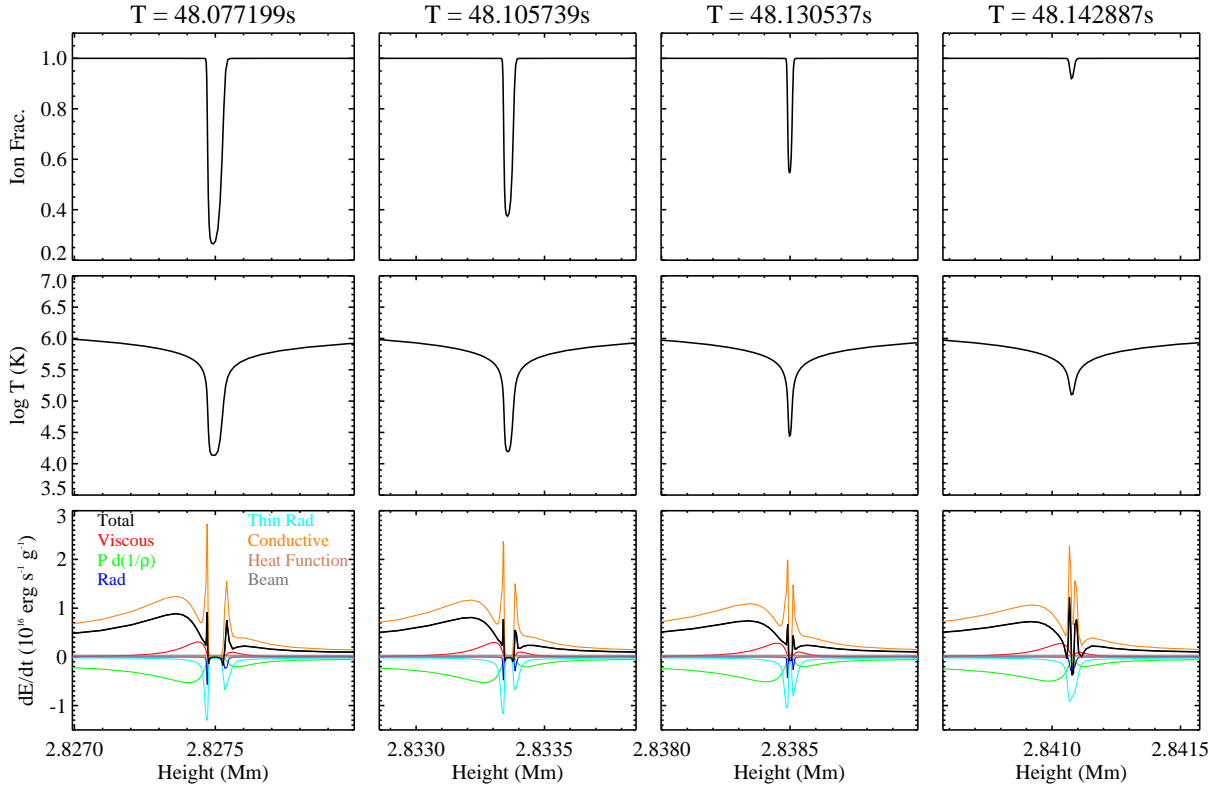 T = 48.077199s T = 48.105739s T = 48.130537s T = 48.142887s
Ion Frac.
1.0
0.8
0.6
0.4
0.2
log T (K)
7.0
6.5
6.0
5.5
5.0
4.5
4.0
3.5
dE/dt (10¹⁶ erg s⁻¹ g⁻¹)
3
2
1
0
-1
Total Thin Rad
Viscous Conductive
P d(1/ρ) Heat Function
Rad Beam
2.8270 2.8275 2.8330 2.8335 2.8380 2.8385 2.8410 2.8415
Height (Mm) Height (Mm) Height (Mm) Height (Mm)